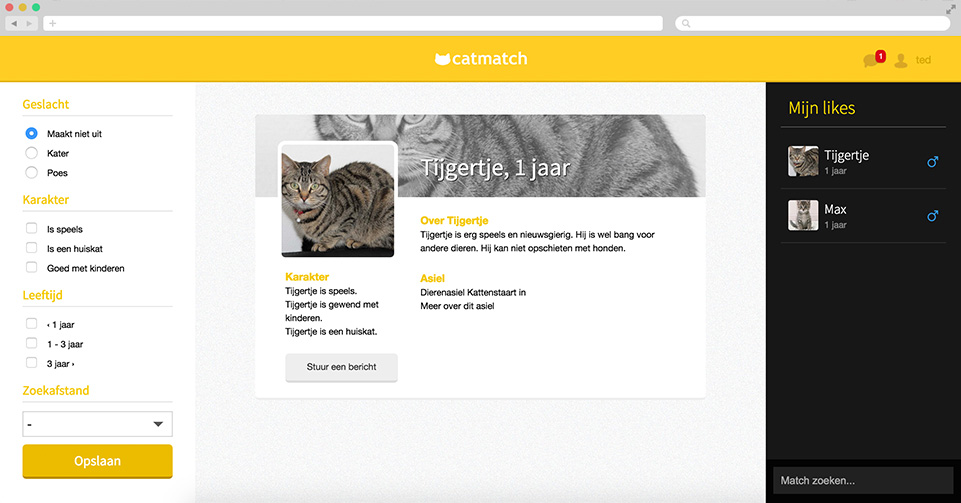 catmatch
1
ted
Geslacht
Maakt niet uit
Kater
Poes
Karakter
Is speels
Is een huiskat
Goed met kinderen
Leeftijd
‹ 1 jaar
1 - 3 jaar
3 jaar ›
Zoekafstand
-
Opslaan
Tijgertje, 1 jaar
Karakter
Tijgertje is speels.
Tijgertje is gewend met
kinderen.
Tijgertje is een huiskat.
Stuur een bericht
Over Tijgertje
Tijgertje is erg speels en nieuwsgierig. Hij is wel bang voor
andere dieren. Hij kan niet opschieten met honden.
Asiel
Dierenasiel Kattenstaart in
Meer over dit asiel
Mijn likes
Tijgertje
1 jaar
Max
1 jaar
Match zoeken...